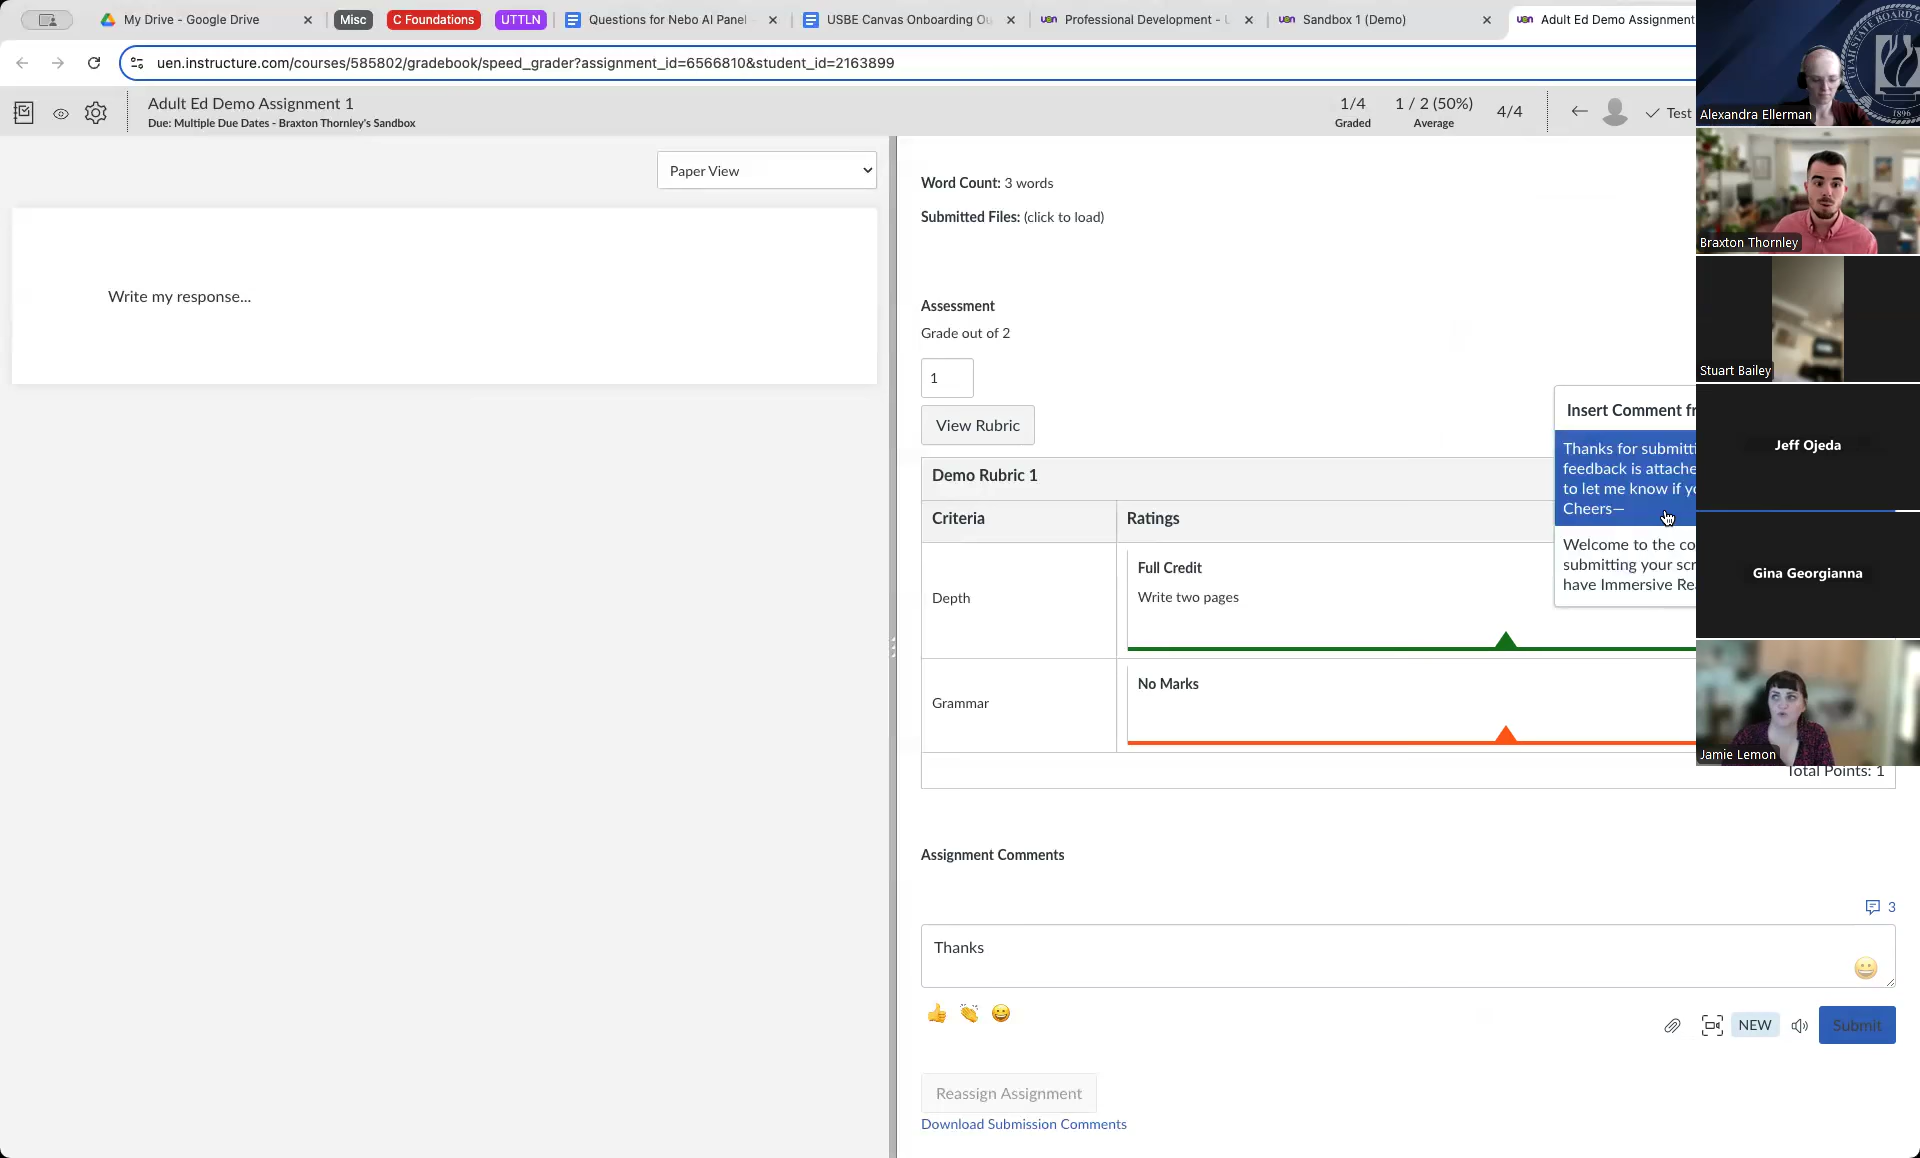 My Drive - Google Drive
Misc
C Foundations
UTTLN
Questions for Nebo AI Panel
USBE Canvas Onboarding Ou
Professional Development - U
Sandbox 1 (Demo)
Adult Ed Demo Assignment
uen.instructure.com/courses/585802/gradebook/speed_grader?assignment_id=6566810&student_id=2163899
Adult Ed Demo Assignment 1
Due: Multiple Due Dates - Braxton Thornley's Sandbox
1/4
Graded
1 / 2 (50%)
Average
4/4
Test
Paper View
Write my response...
Word Count: 3 words
Submitted Files: (click to load)
Assessment
Grade out of 2
1
View Rubric
Demo Rubric 1
Criteria
Ratings
Depth
Full Credit
Write two pages
Grammar
No Marks
Total Points: 1
Insert Comment fr
Thanks for submitti
feedback is attache
to let me know if yo
Cheers—
Welcome to the co
submitting your scr
have Immersive Rea
Assignment Comments
3
Thanks
NEW
Submit
Reassign Assignment
Download Submission Comments
UTAH STATE BOARD O
1896
Alexandra Ellerman
Braxton Thornley
Stuart Bailey
Jeff Ojeda
Gina Georgianna
Jamie Lemon